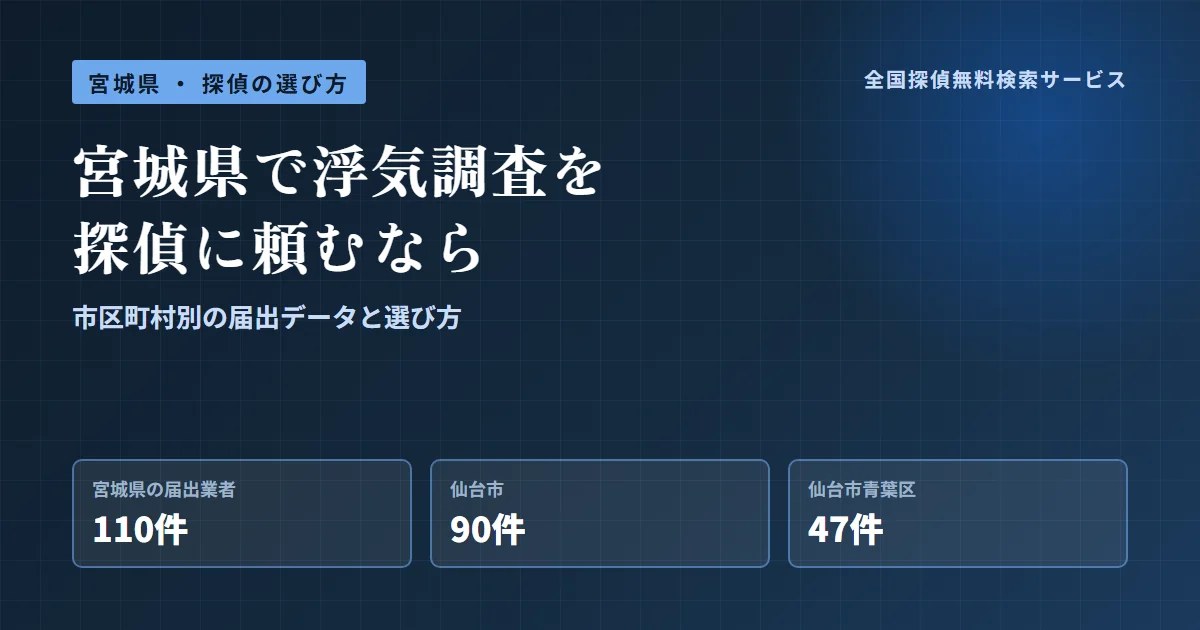 宮城県 ・ 探偵の選び方
全国探偵無料検索サービス
宮城県で浮気調査を
探偵に頼むなら
市区町村別の届出データと選び方
宮城県の届出業者
110件
仙台市
90件
仙台市青葉区
47件